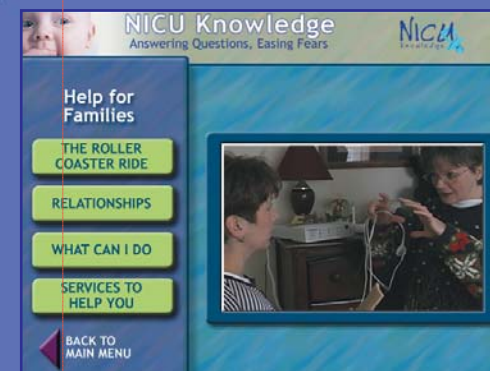 NICU Knowledge
Answering Questions, Easing Fears
NICU
knowledge
Help for
Families
THE ROLLER
COASTER RIDE
RELATIONSHIPS
WHAT CAN I DO
SERVICES TO
HELP YOU
BACK TO
MAIN MENU